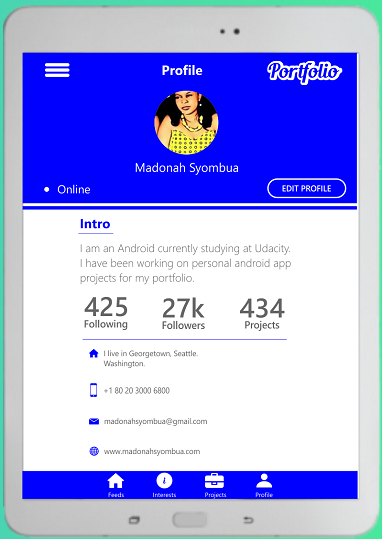 Profile
Portfolio
Madonah Syombua
Online
EDIT PROFILE
Intro
I am an Android currently studying at Udacity.
I have been working on personal android app
projects for my portfolio.
425 27k 434
Following Followers Projects
I live in Georgetown, Seattle.
Washington.
+1 80 20 3000 6800
madonahsyombua@gmail.com
www.madonahsyombua.com
Feeds Interests Projects Profile